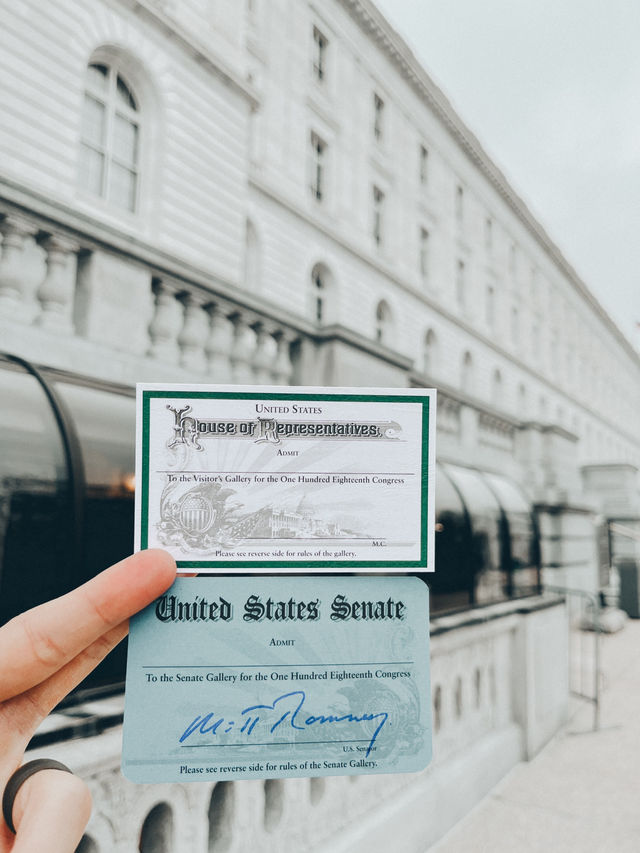 United States
House of Representatives
Admit
To the Visitor's Gallery for the One Hundred Eighteenth Congress
M.C.
Please see reverse side for rules of the gallery.
United States Senate
Admit
To the Senate Gallery for the One Hundred Eighteenth Congress
Mitt Romney
U.S. Senator
Please see reverse side for rules of the Senate Gallery.